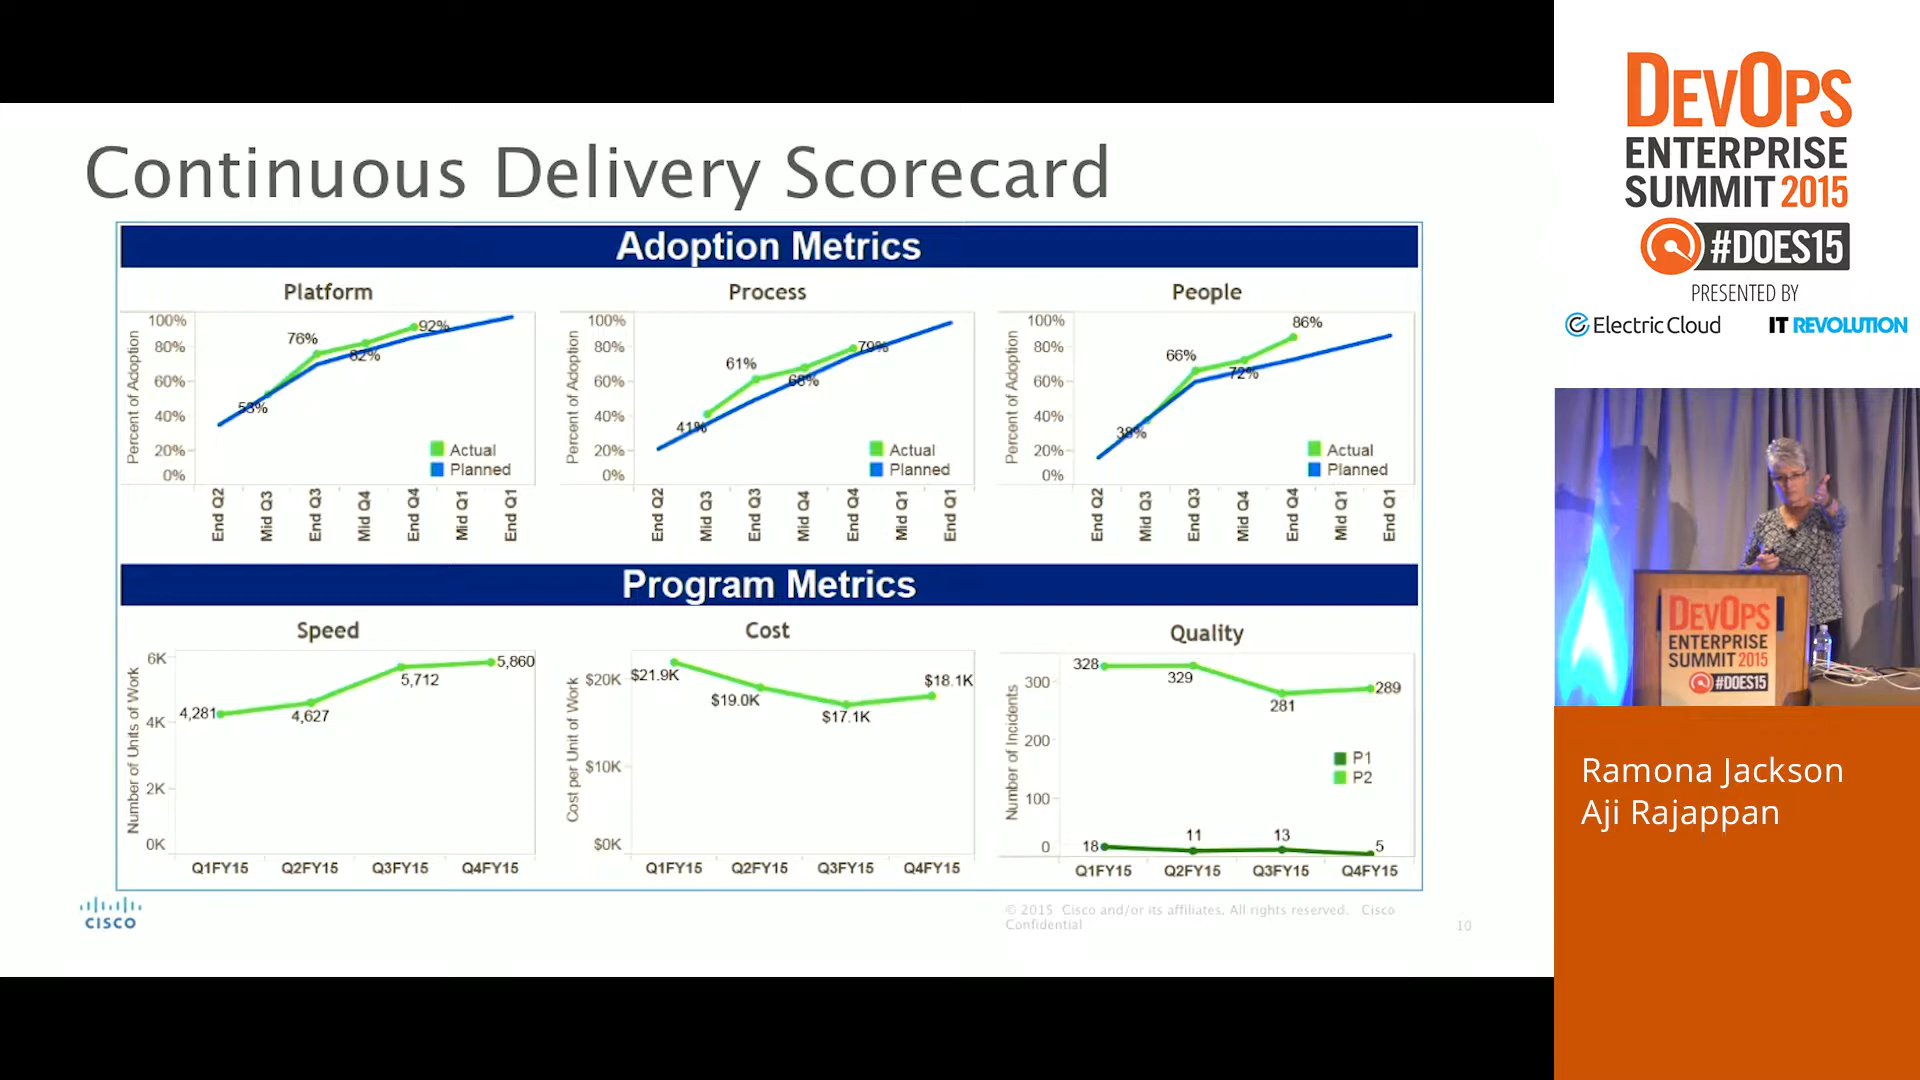 Continuous Delivery Scorecard
Adoption Metrics
Platform
Percent of Adoption
100%
80%
60%
40%
20%
0%
53%
76%
82%
92%
Actual
Planned
End Q2
Mid Q3
End Q3
Mid Q4
End Q4
Mid Q1
End Q1
Process
Percent of Adoption
100%
80%
60%
40%
20%
0%
41%
61%
68%
79%
Actual
Planned
End Q2
Mid Q3
End Q3
Mid Q4
End Q4
Mid Q1
End Q1
People
Percent of Adoption
100%
80%
60%
40%
20%
0%
38%
66%
72%
86%
Actual
Planned
End Q2
Mid Q3
End Q3
Mid Q4
End Q4
Mid Q1
End Q1
Program Metrics
Speed
Number of Units of Work
6K
4K
2K
0K
4,281
4,627
5,712
5,860
Q1FY15
Q2FY15
Q3FY15
Q4FY15
Cost
Cost per Unit of Work
$20K
$10K
$0K
$21.9K
$19.0K
$17.1K
$18.1K
Q1FY15
Q2FY15
Q3FY15
Q4FY15
Quality
Number of Incidents
300
200
100
0
328
329
281
289
P1
P2
18
11
13
5
Q1FY15
Q2FY15
Q3FY15
Q4FY15
CISCO
© 2015 Cisco and/or its affiliates. All rights reserved. Cisco
Confidential
10
DEVOPS
ENTERPRISE
SUMMIT 2015
#DOES15
PRESENTED BY
Electric Cloud
IT REVOLUTION
DEVOPS
ENTERPRISE
SUMMIT 2015
#DOES15
Ramona Jackson
Aji Rajappan